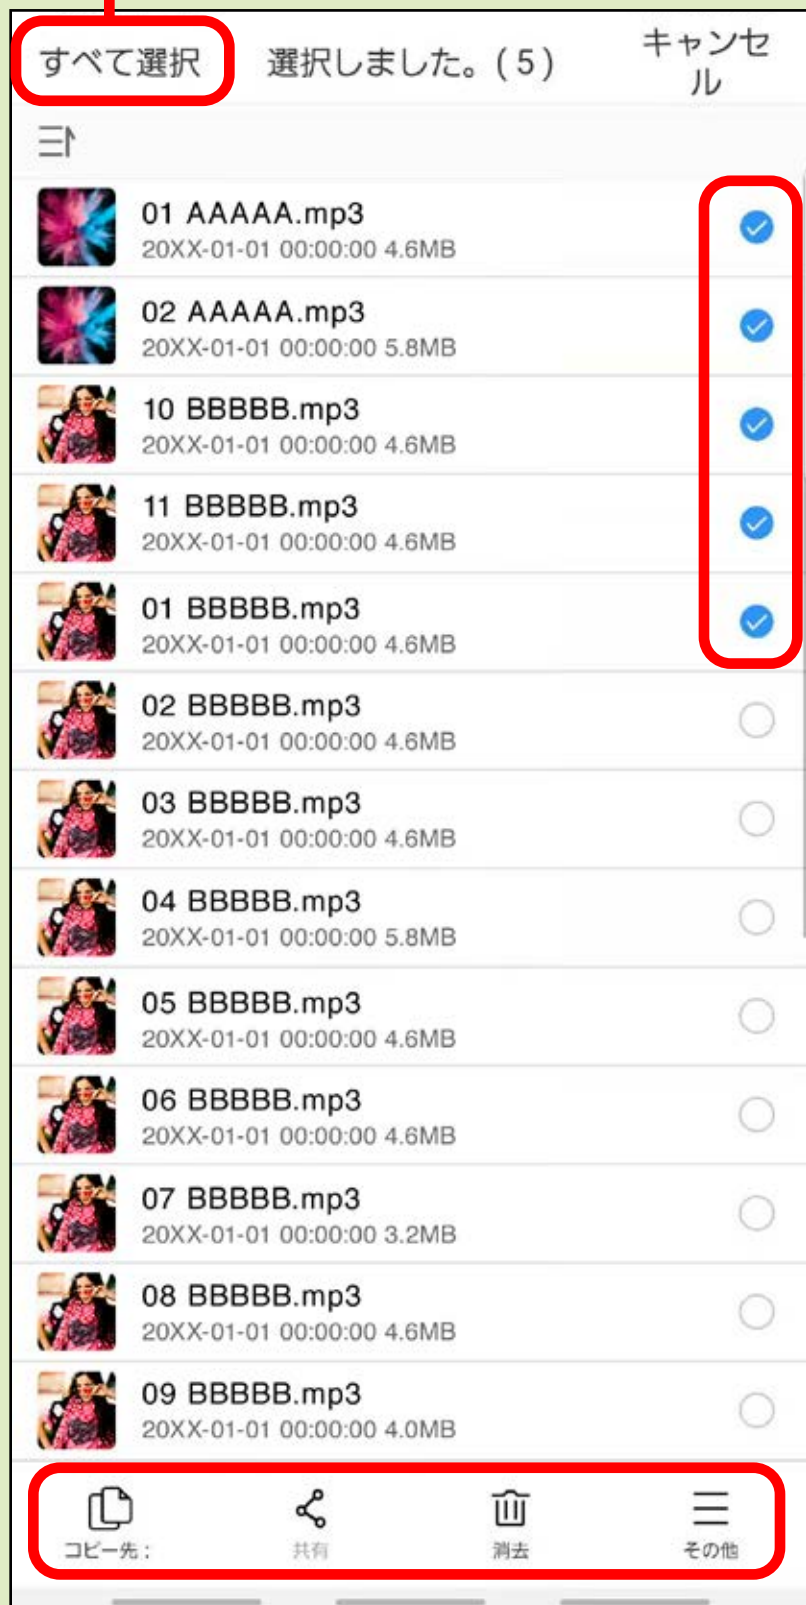 すべて選択 選択しました。(5) キャンセ
ル
01 AAAAA.mp3
20XX-01-01 00:00:00 4.6MB
02 AAAAA.mp3
20XX-01-01 00:00:00 5.8MB
10 BBBBB.mp3
20XX-01-01 00:00:00 4.6MB
11 BBBBB.mp3
20XX-01-01 00:00:00 4.6MB
01 BBBBB.mp3
20XX-01-01 00:00:00 4.6MB
02 BBBBB.mp3
20XX-01-01 00:00:00 4.6MB
03 BBBBB.mp3
20XX-01-01 00:00:00 4.6MB
04 BBBBB.mp3
20XX-01-01 00:00:00 5.8MB
05 BBBBB.mp3
20XX-01-01 00:00:00 4.6MB
06 BBBBB.mp3
20XX-01-01 00:00:00 4.6MB
07 BBBBB.mp3
20XX-01-01 00:00:00 3.2MB
08 BBBBB.mp3
20XX-01-01 00:00:00 4.6MB
09 BBBBB.mp3
20XX-01-01 00:00:00 4.0MB
コピー先: 共有 消去 その他